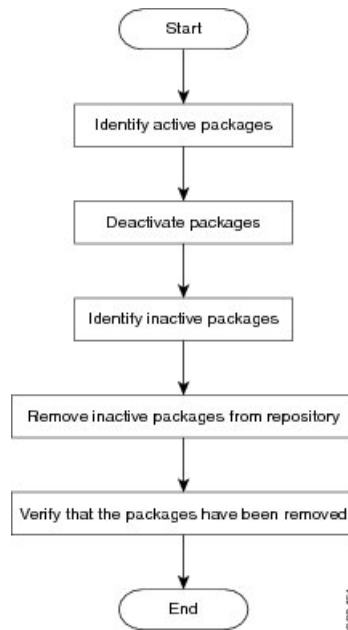 Start
Identify active packages
Deactivate packages
Identify inactive packages
Remove inactive packages from repository
Verify that the packages have been removed
End